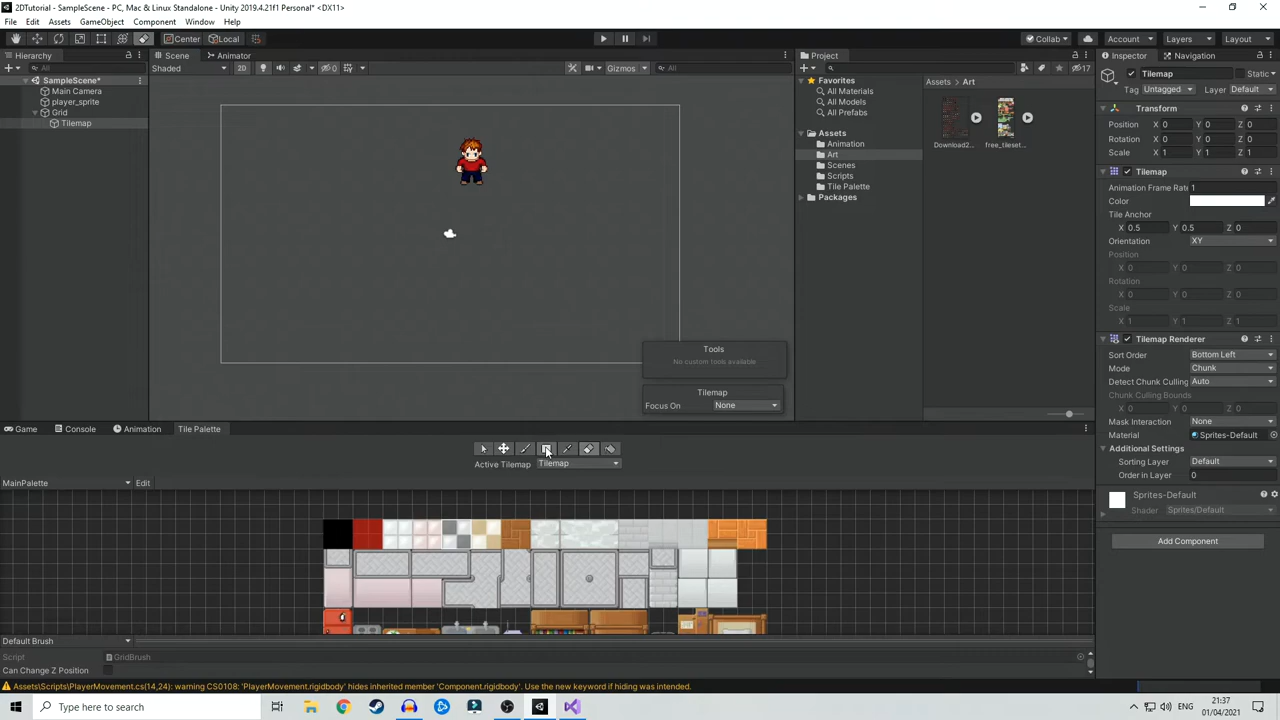 2DTutorial - SampleScene - PC, Mac & Linux Standalone - Unity 2019.4.21f1 Personal* <DX11>
File Edit Assets GameObject Component Window Help
Center Local Collab Account Layers Layout
Hierarchy
All
SampleScene*
Main Camera
player_sprite
Grid
Tilemap
Scene Animator
Shaded 2D 0 Gizmos All
Tools
No custom tools available
Tilemap
Focus On None
Project
17
Favorites
All Materials
All Models
All Prefabs
Assets
Animation
Art
Scenes
Scripts
Tile Palette
Packages
Assets > Art
Download2...
free_tileset...
Inspector Navigation
Tilemap Static
Tag Untagged Layer Default
Transform
Position X 0 Y 0 Z 0
Rotation X 0 Y 0 Z 0
Scale X 1 Y 1 Z 1
Tilemap
Animation Frame Rate 1
Color
Tile Anchor
X 0.5 Y 0.5 Z 0
Orientation XY
Position
X 0 Y 0 Z 0
Rotation
X 0 Y 0 Z 0
Scale
X 1 Y 1 Z 1
Tilemap Renderer
Sort Order Bottom Left
Mode Chunk
Detect Chunk Culling Auto
Chunk Culling Bounds
X 0 Y 0 Z 0
Mask Interaction None
Material Sprites-Default
Additional Settings
Sorting Layer Default
Order in Layer 0
Sprites-Default
Shader Sprites/Default
Add Component
Game Console Animation Tile Palette
Active Tilemap Tilemap
MainPalette Edit
Default Brush
Script GridBrush
Can Change Z Position
Assets\Scripts\PlayerMovement.cs(14,24): warning CS0108: 'PlayerMovement.rigidbody' hides inherited member 'Component.rigidbody'. Use the new keyword if hiding was intended.
Type here to search
ENG
21:37
01/04/2021